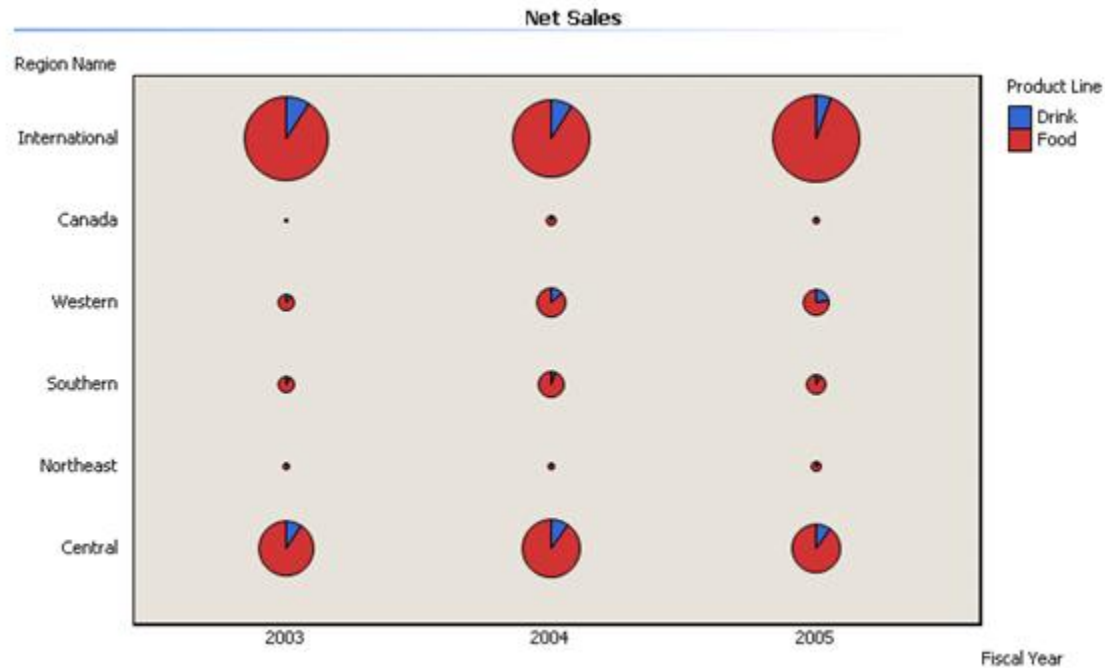 Net Sales
Region Name
Product Line
Drink
Food
International
Canada
Western
Southern
Northeast
Central
2003 2004 2005
Fiscal Year